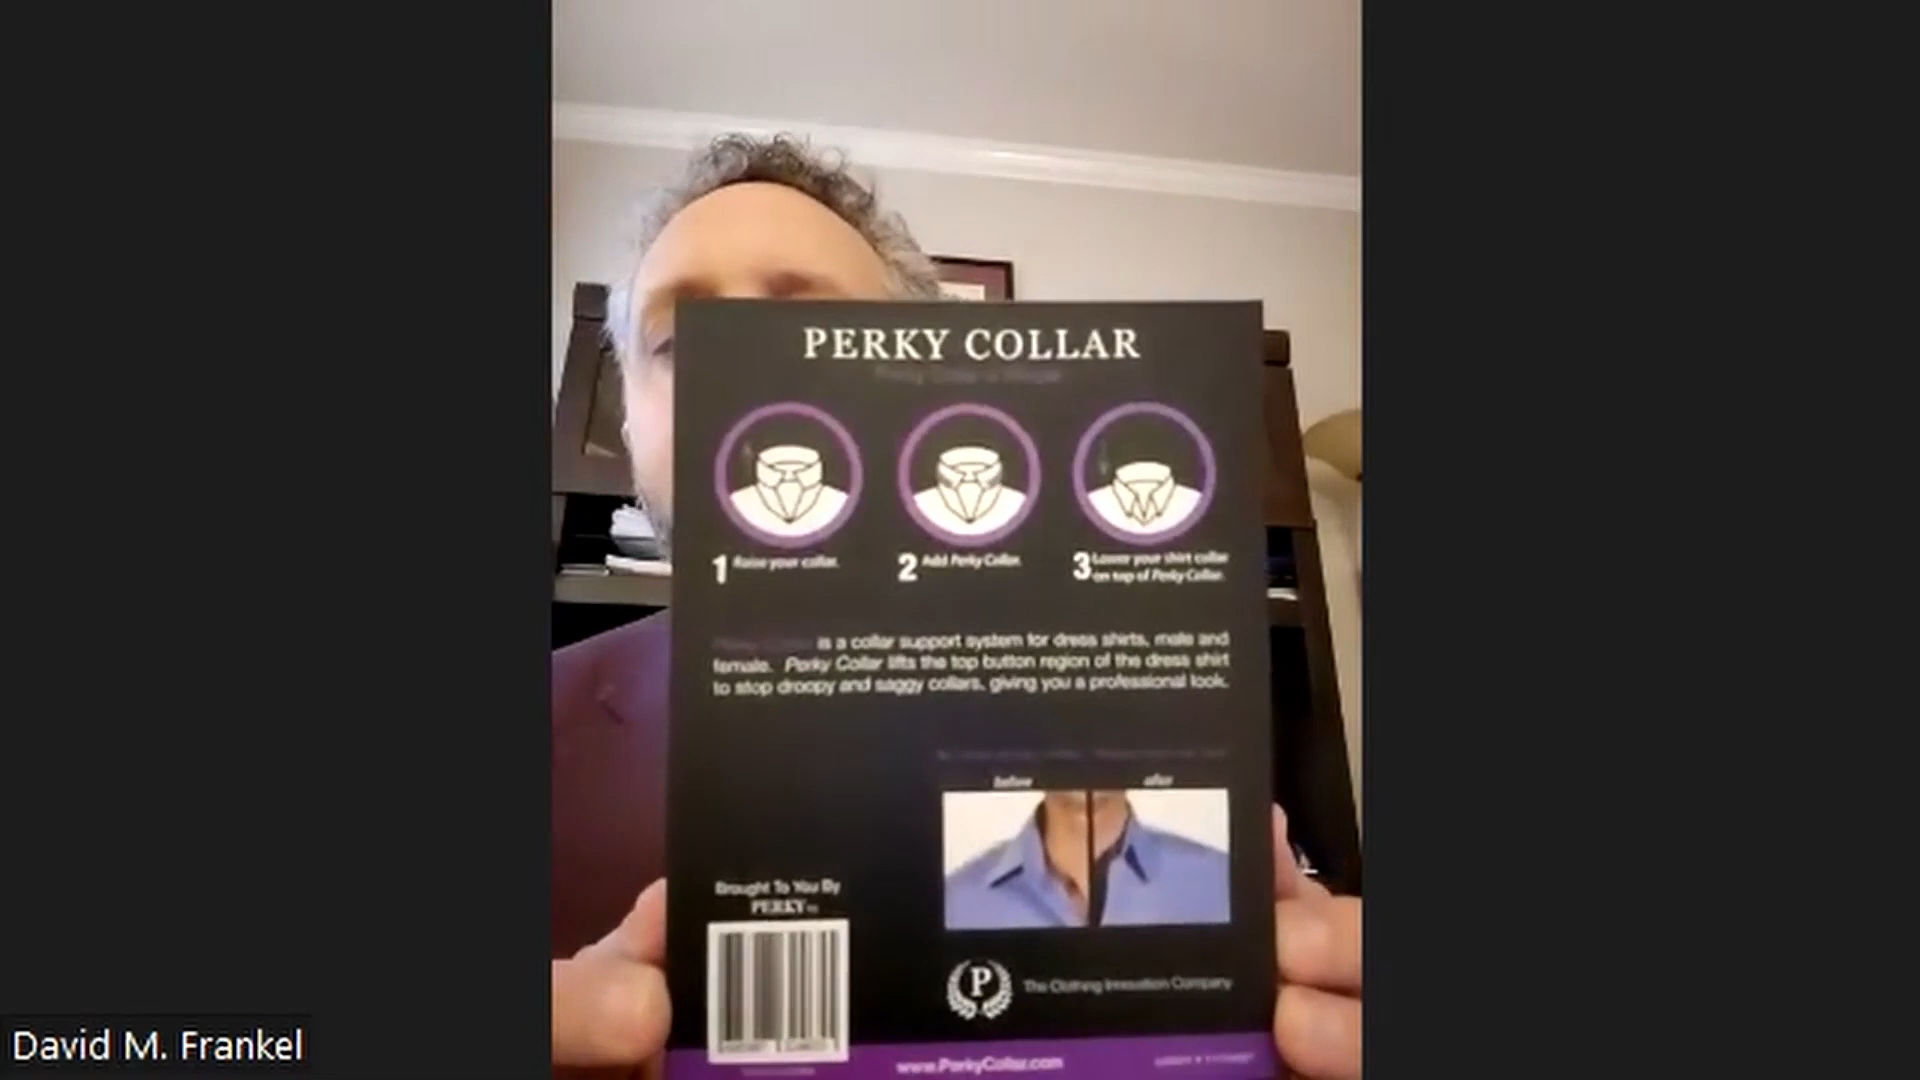 PERKY COLLAR
1 Raise your collar.
2 Add Perky Collar.
3 Lower your shirt collar
on top of Perky Collar.
is a collar support system for dress shirts, male and
female. Perky Collar lifts the top button region of the dress shirt
to stop droopy and saggy collars, giving you a professional look.
before
after
Brought To You By
PERKY
P
The Clothing Innovation Company
www.PerkyCollar.com
David M. Frankel